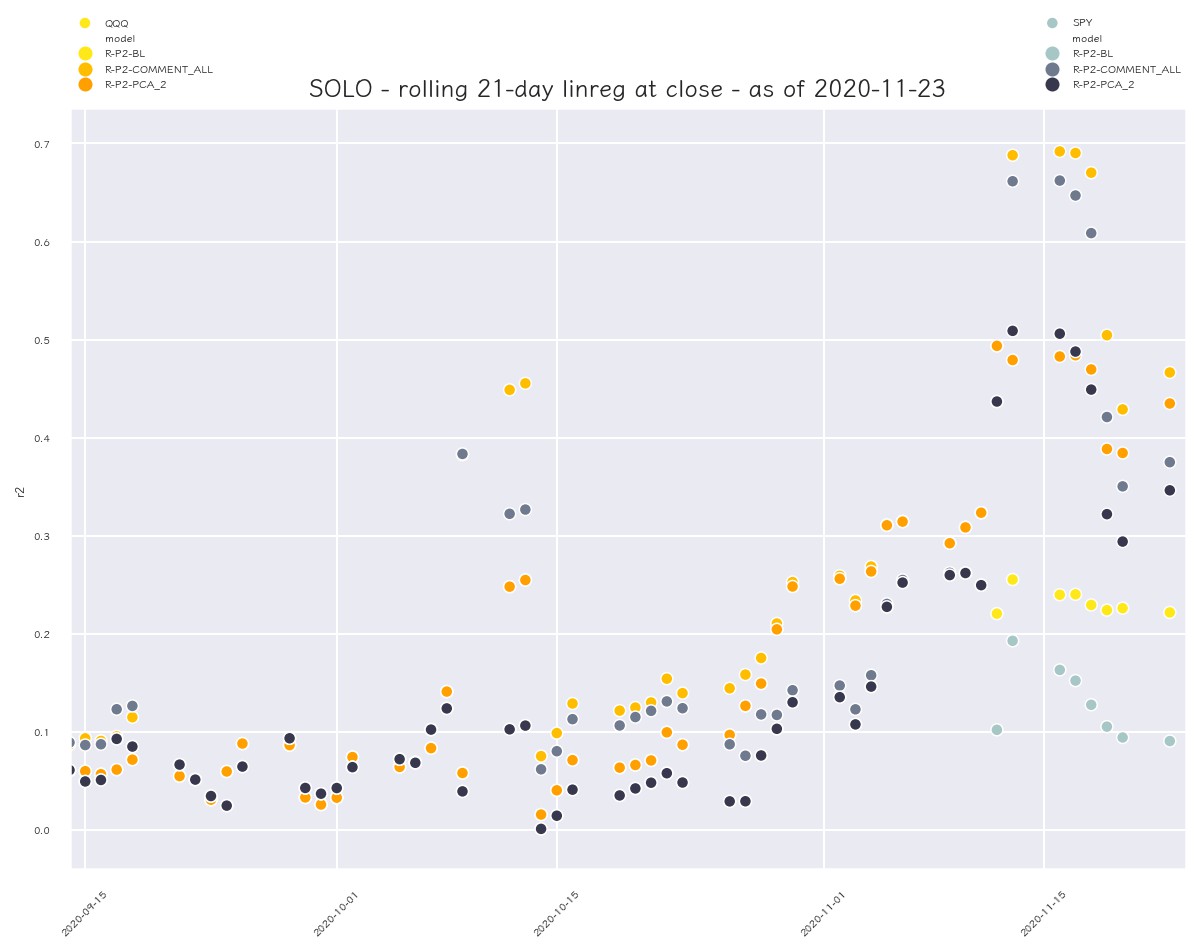 QQQ
model
R-P2-BL
R-P2-COMMENT_ALL
R-P2-PCA_2
SPY
model
R-P2-BL
R-P2-COMMENT_ALL
R-P2-PCA_2
SOLO - rolling 21-day linreg at close - as of 2020-11-23
0.7
0.6
0.5
0.4
0.3
0.2
0.1
0.0
r2
2020-09-15
2020-10-01
2020-10-15
2020-11-01
2020-11-15